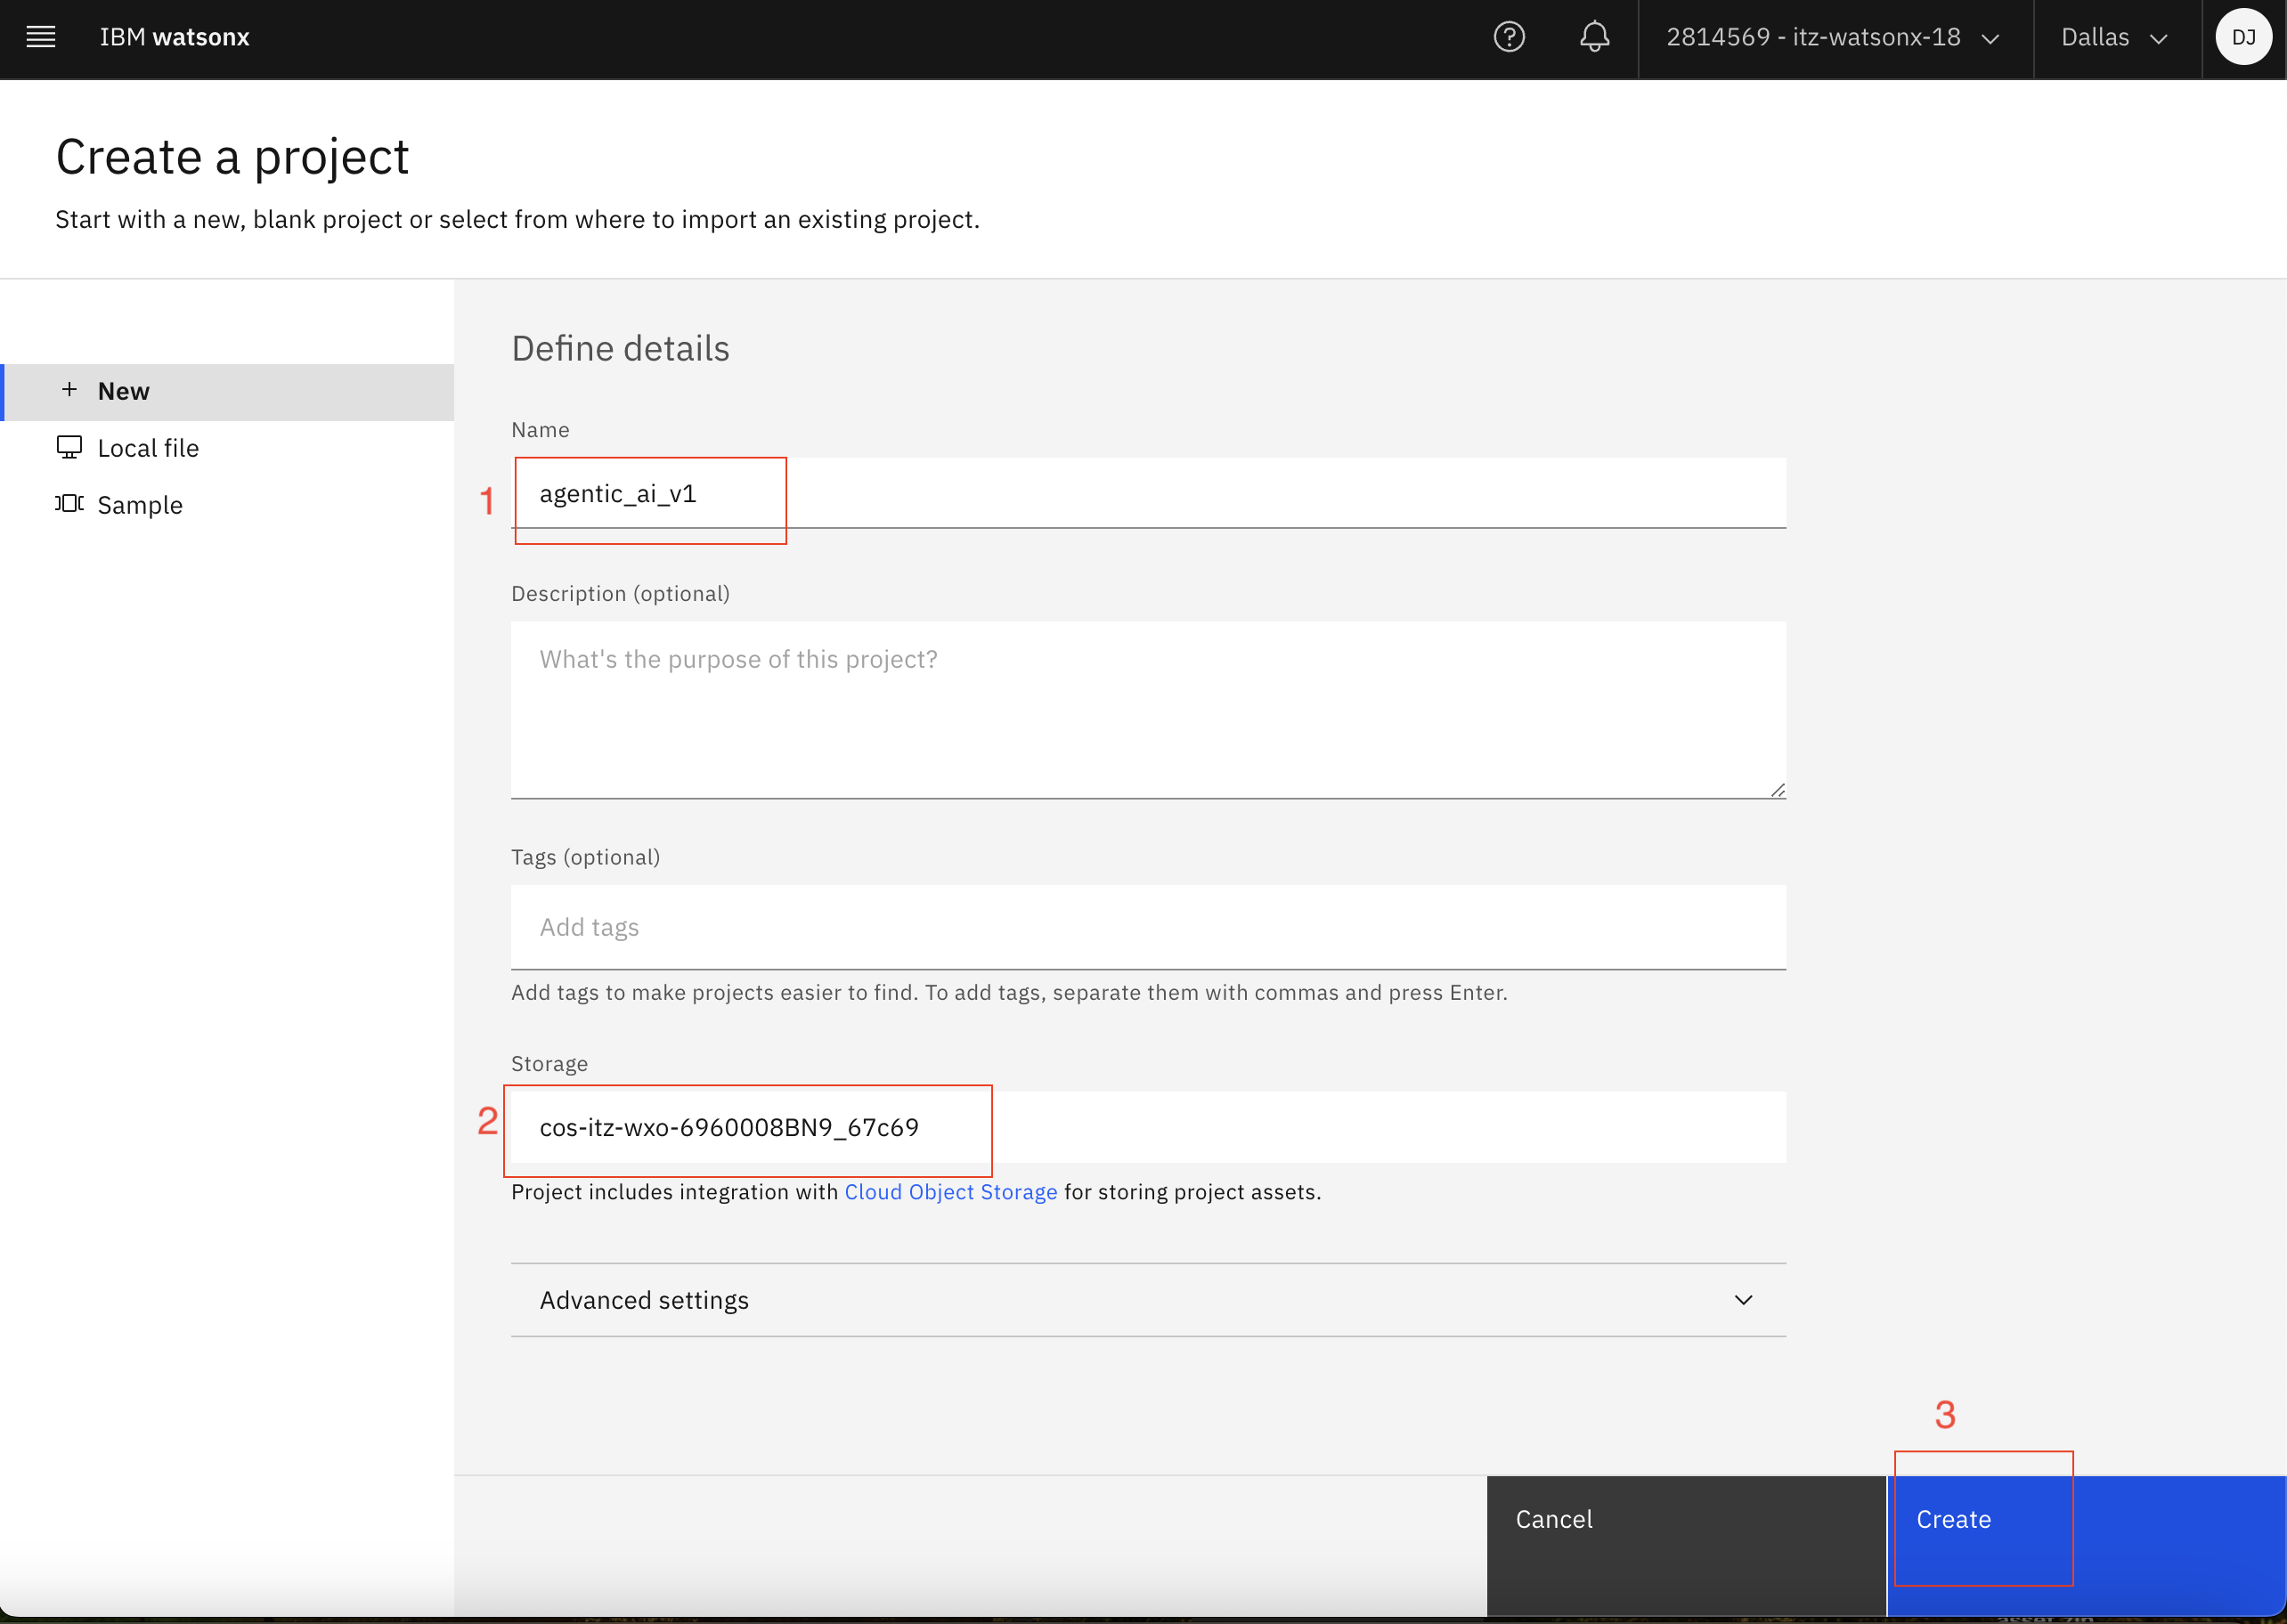 IBM watsonx
2814569 - itz-watsonx-18
Dallas
DJ
Create a project
Start with a new, blank project or select from where to import an existing project.
New
Local file
Sample
Define details
Name
1
agentic_ai_v1
Description (optional)
What's the purpose of this project?
Tags (optional)
Add tags
Add tags to make projects easier to find. To add tags, separate them with commas and press Enter.
Storage
2
cos-itz-wxo-6960008BN9_67c69
Project includes integration with Cloud Object Storage for storing project assets.
Advanced settings
3
Cancel
Create